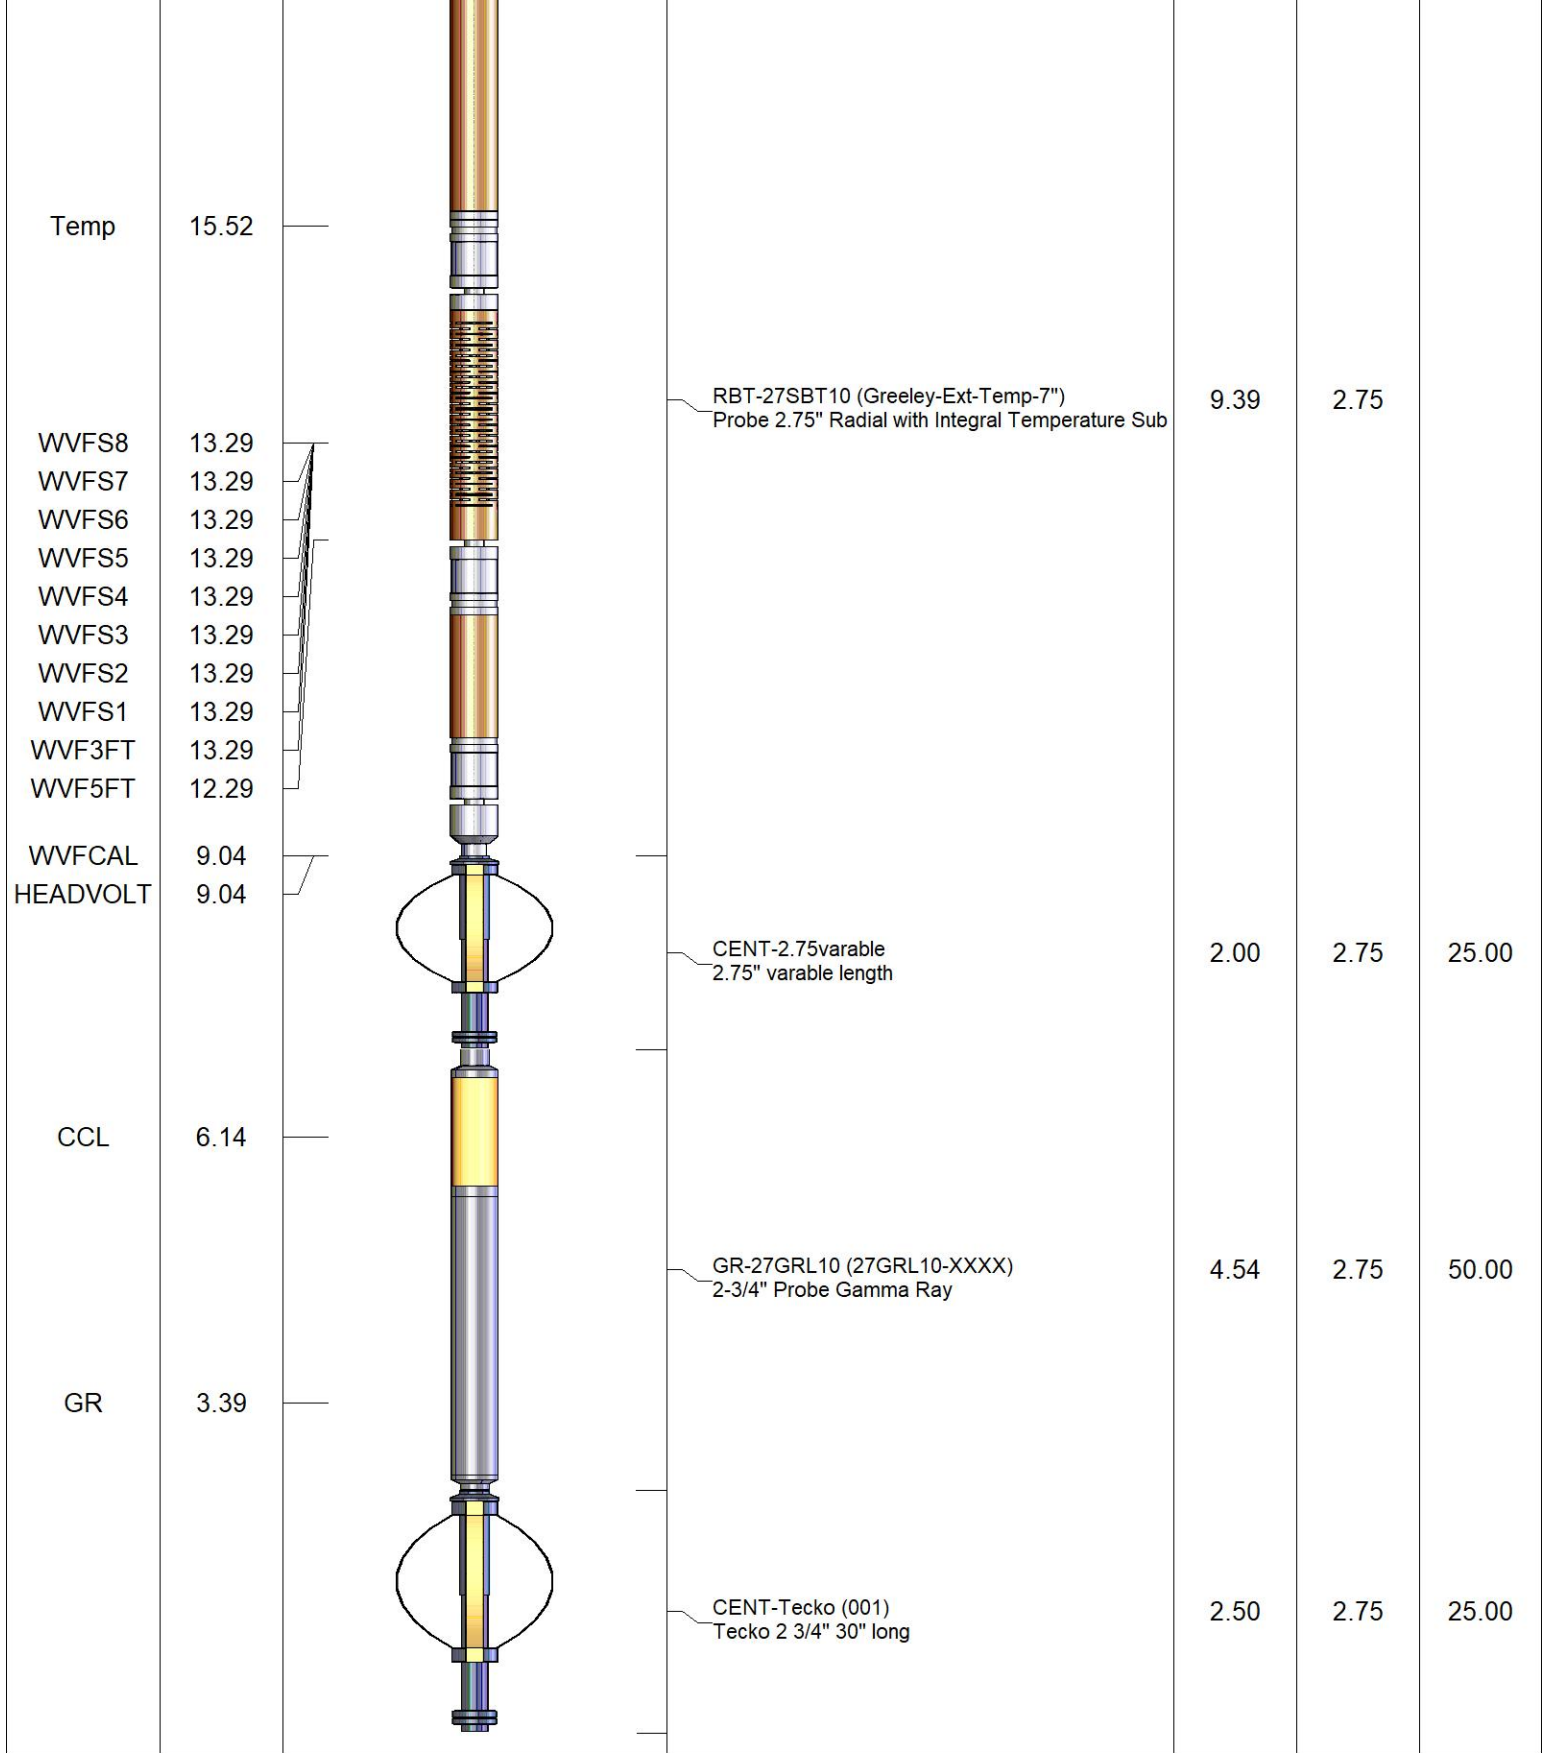 Temp 15.52
RBT-27SBT10 (Greeley-Ext-Temp-7") 9.39 2.75
Probe 2.75" Radial with Integral Temperature Sub
WVFS8 13.29
WVFS7 13.29
WVFS6 13.29
WVFS5 13.29
WVFS4 13.29
WVFS3 13.29
WVFS2 13.29
WVFS1 13.29
WVF3FT 13.29
WVF5FT 12.29
WVFCAL 9.04
HEADVOLT 9.04
CENT-2.75varable 2.00 2.75 25.00
2.75" varable length
CCL 6.14
GR-27GRL10 (27GRL10-XXXX) 4.54 2.75 50.00
2-3/4" Probe Gamma Ray
GR 3.39
CENT-Tecko (001) 2.50 2.75 25.00
Tecko 2 3/4" 30" long